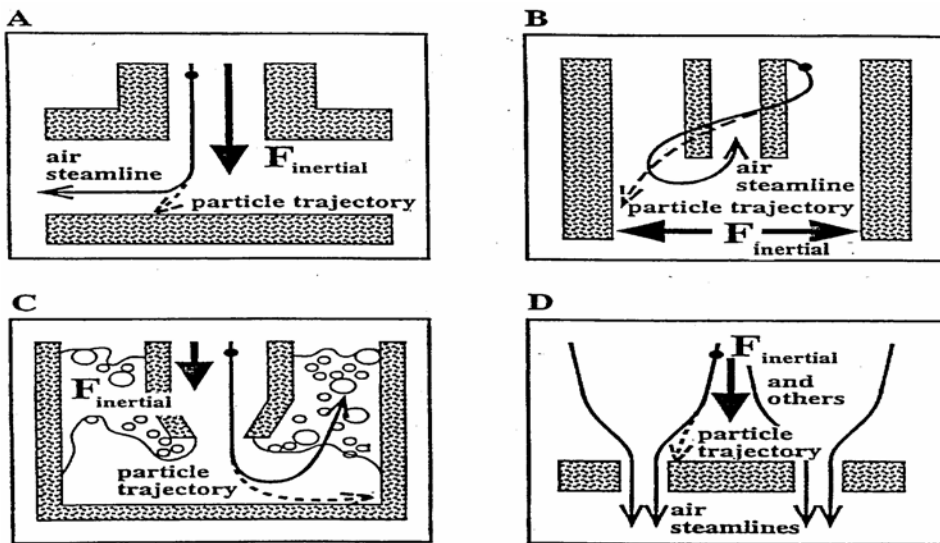 A
air
steamline
F inertial
particle trajectory
B
air
steamline
particle trajectory
F inertial
C
F inertial
particle
trajectory
D
F inertial
and
others
particle
trajectory
air
steamlines